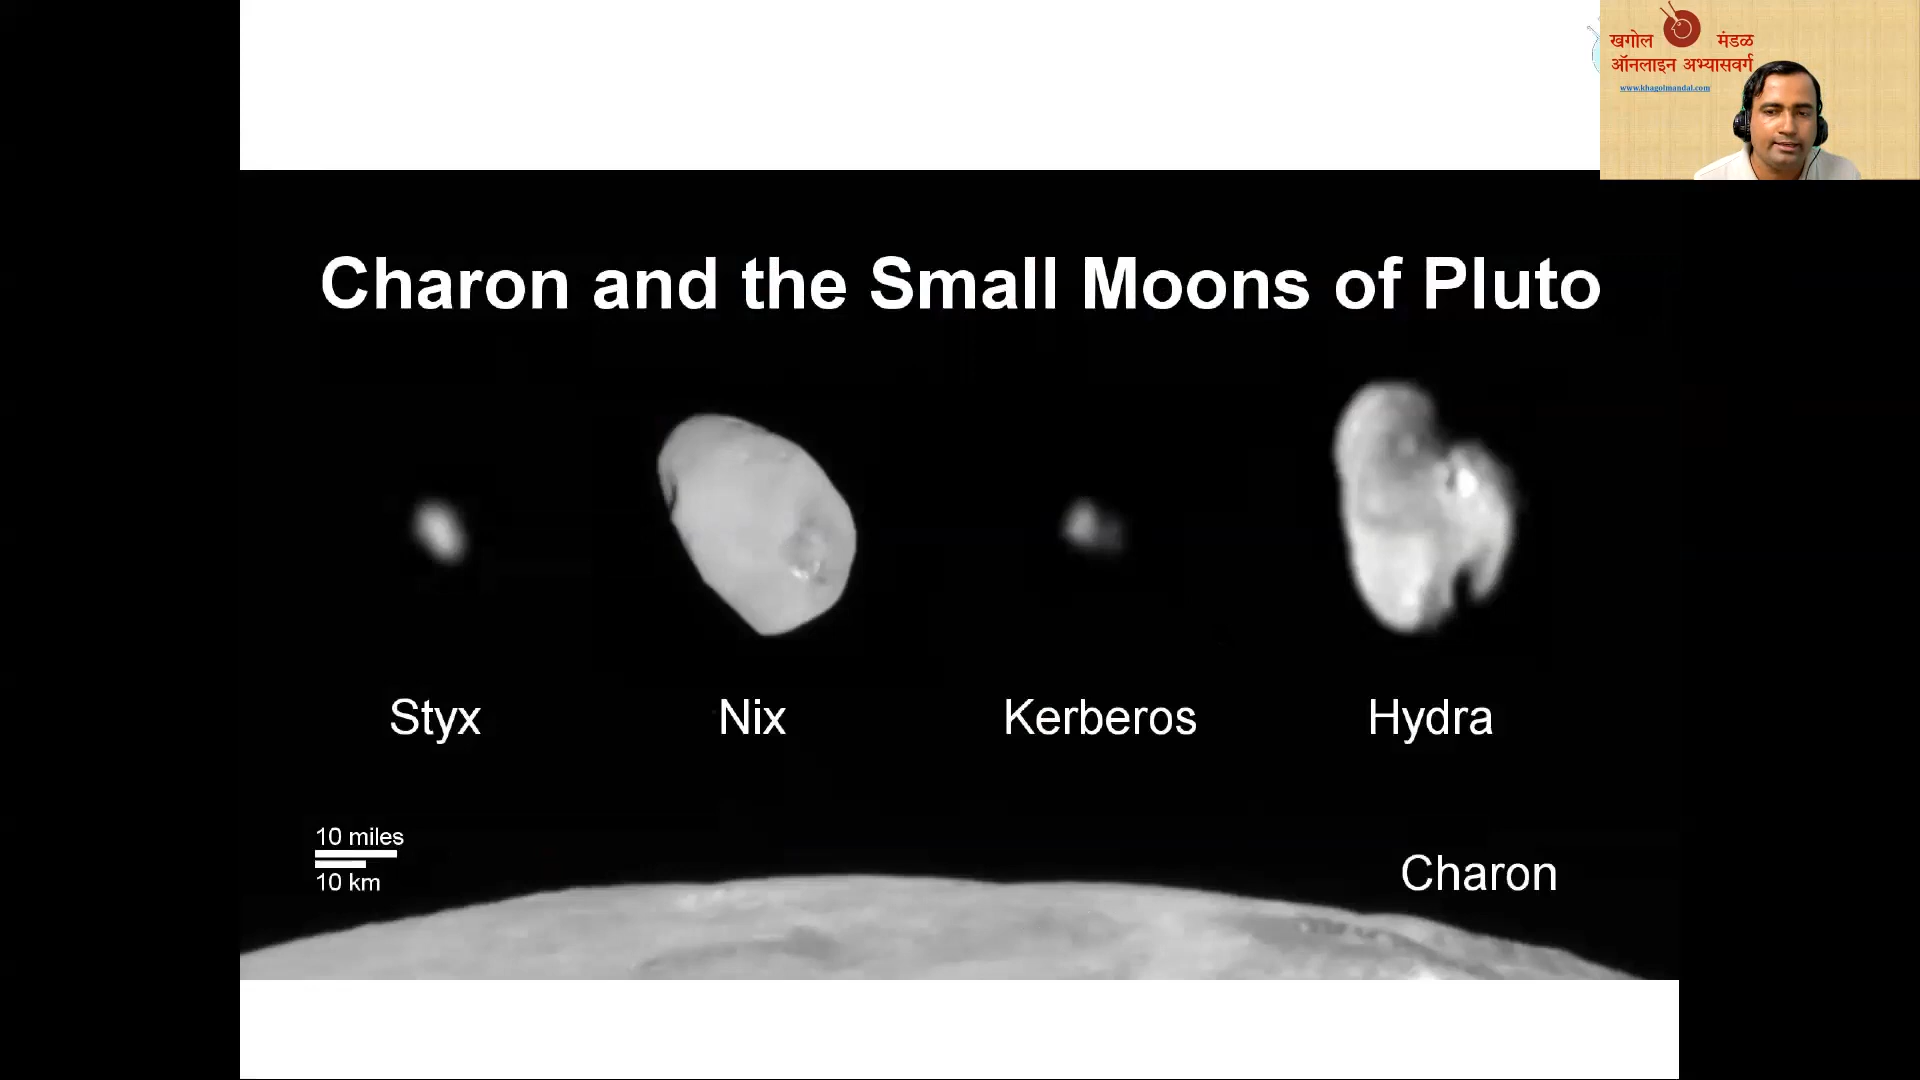 खगोल मंडळ
ऑनलाइन अभ्यासवर्ग
www.khagolmandal.com
Charon and the Small Moons of Pluto
Styx Nix Kerberos Hydra
10 miles
10 km
Charon